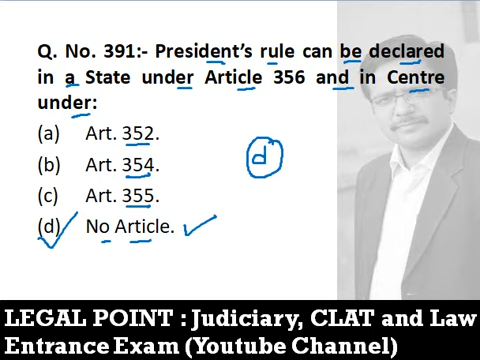 Q. No. 391:- President's rule can be declared
in a State under Article 356 and in Centre
under:
(a) Art. 352.
(b) Art. 354.
(c) Art. 355.
(d) No Article.
d
LEGAL POINT : Judiciary, CLAT and Law
Entrance Exam (Youtube Channel)